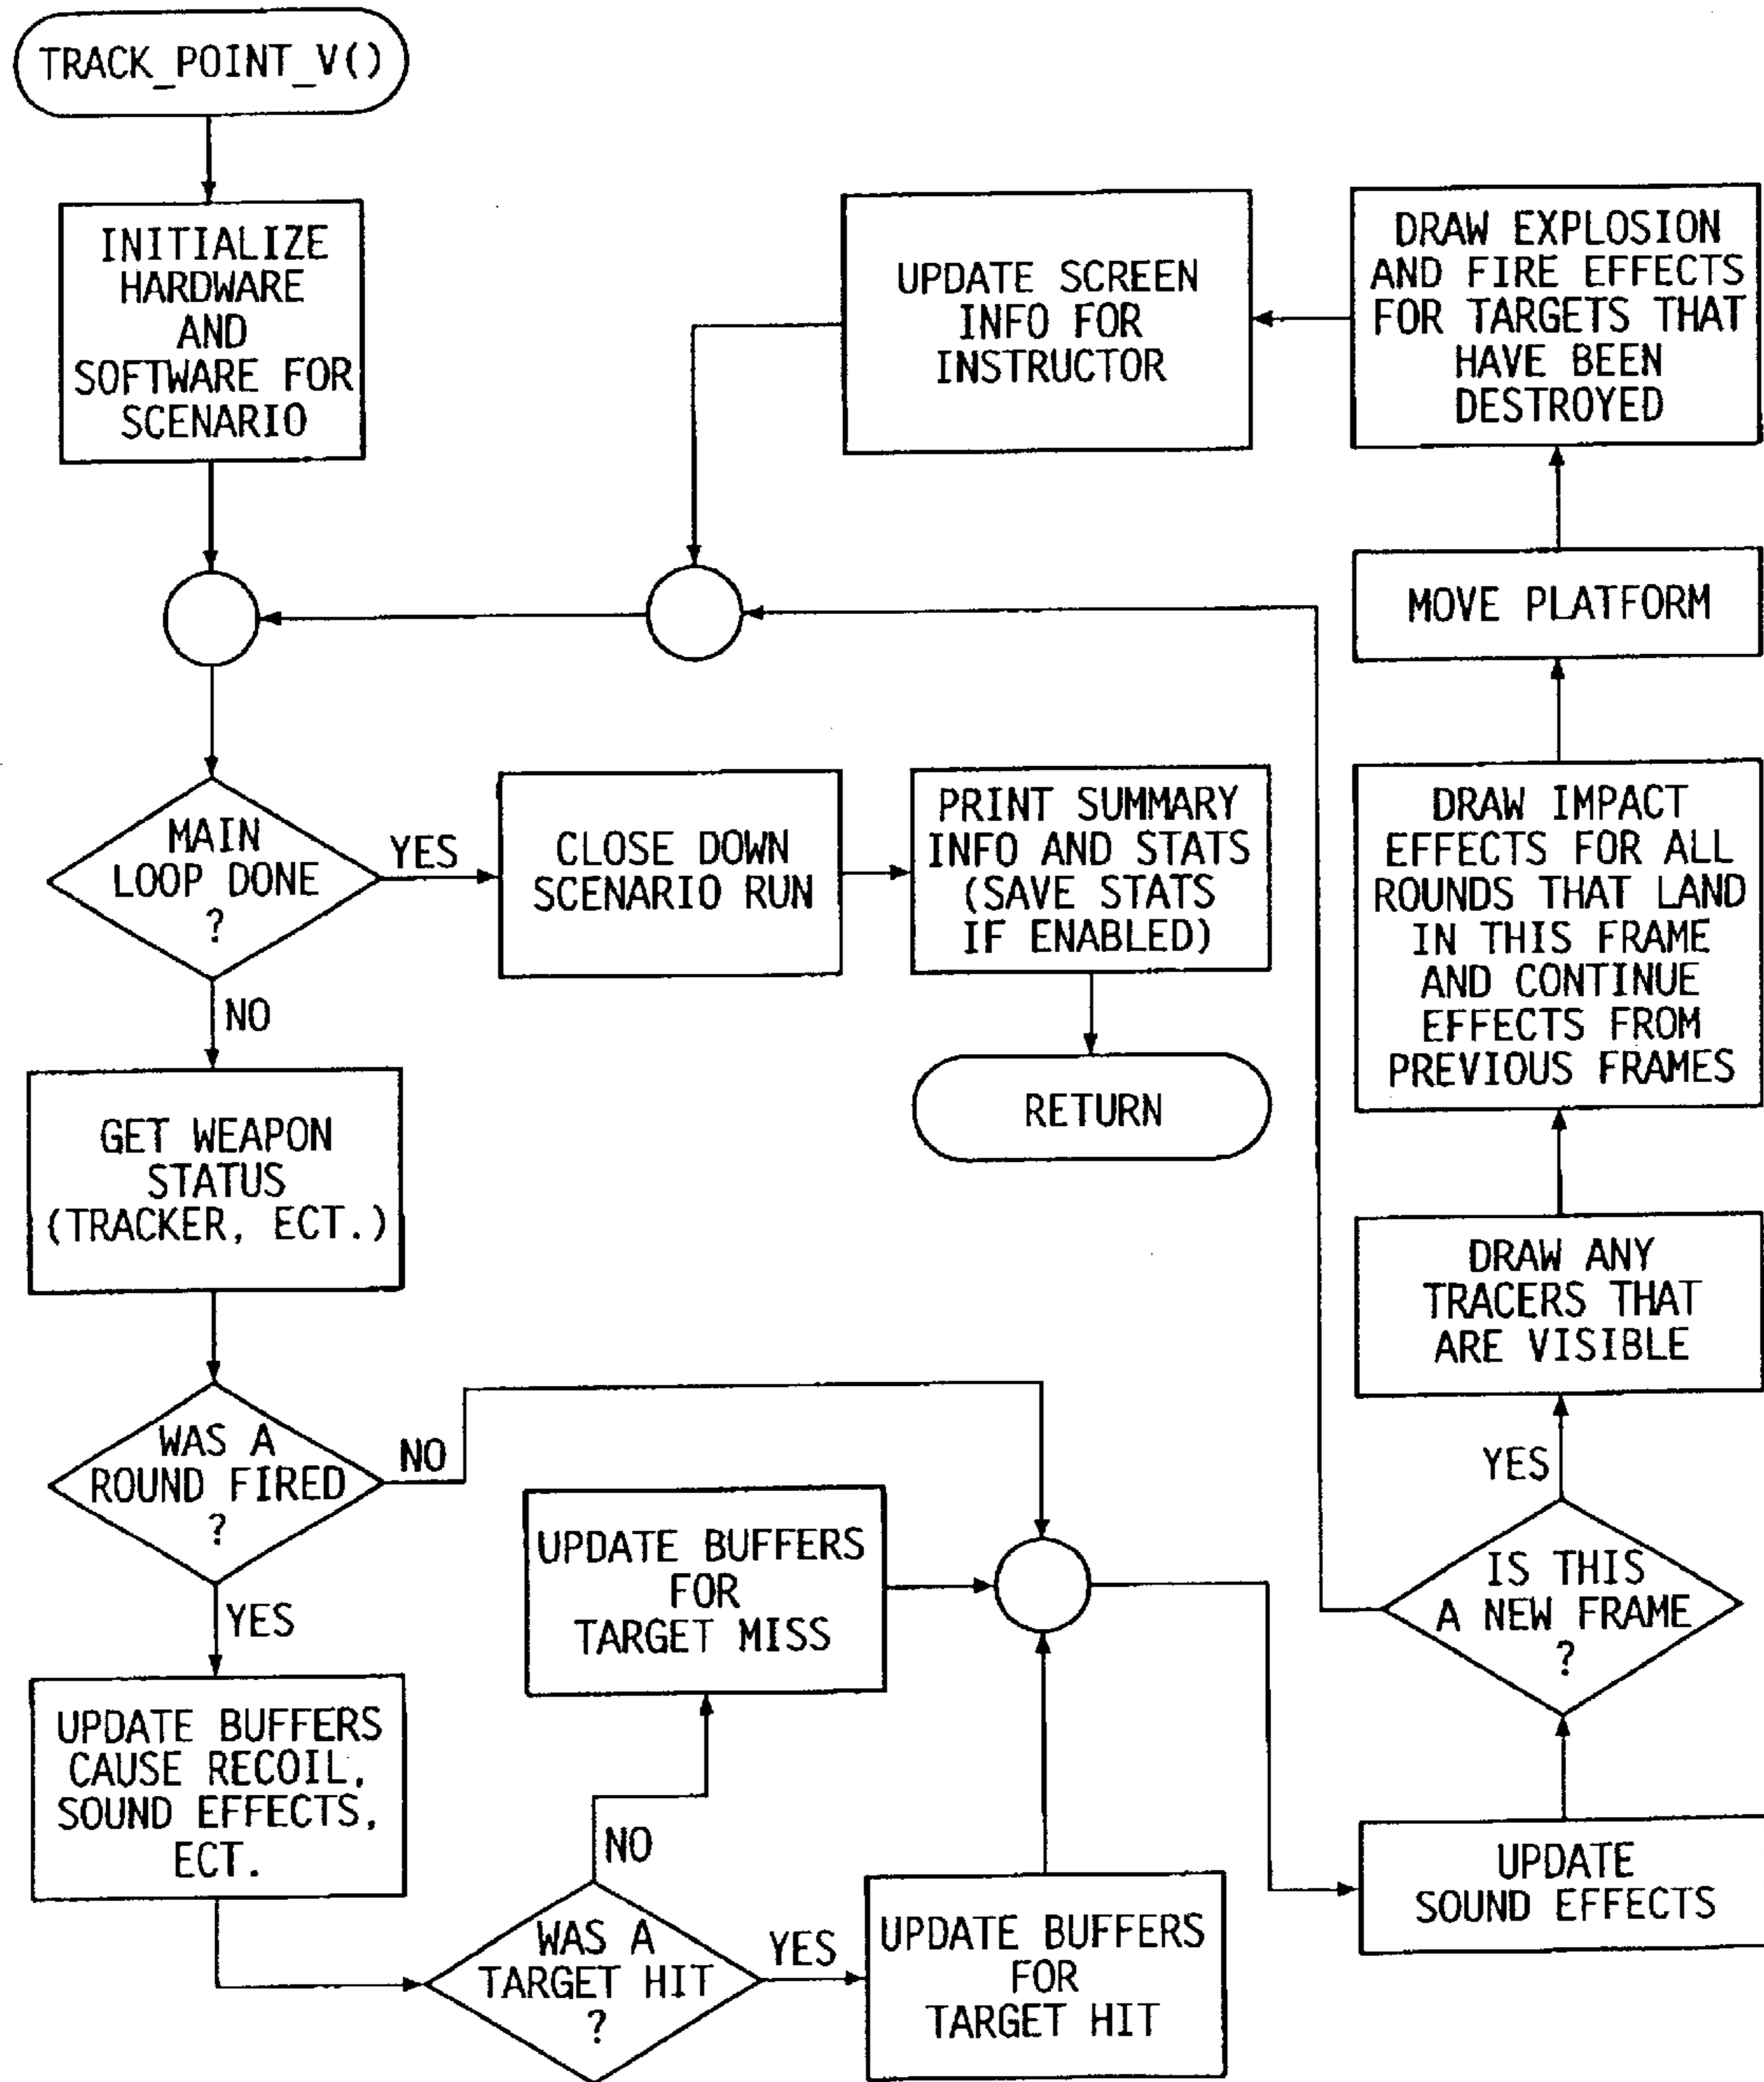 TRACK_POINT_V()
INITIALIZE
HARDWARE
AND
SOFTWARE FOR
SCENARIO
UPDATE SCREEN
INFO FOR
INSTRUCTOR
DRAW EXPLOSION
AND FIRE EFFECTS
FOR TARGETS THAT
HAVE BEEN
DESTROYED
MOVE PLATFORM
MAIN
LOOP DONE
?
YES
NO
CLOSE DOWN
SCENARIO RUN
PRINT SUMMARY
INFO AND STATS
(SAVE STATS
IF ENABLED)
RETURN
DRAW IMPACT
EFFECTS FOR ALL
ROUNDS THAT LAND
IN THIS FRAME
AND CONTINUE
EFFECTS FROM
PREVIOUS FRAMES
GET WEAPON
STATUS
(TRACKER, ECT.)
DRAW ANY
TRACERS THAT
ARE VISIBLE
WAS A
ROUND FIRED
?
NO
YES
UPDATE BUFFERS
FOR
TARGET MISS
YES
IS THIS
A NEW FRAME
?
UPDATE BUFFERS
CAUSE RECOIL,
SOUND EFFECTS,
ECT.
NO
WAS A
TARGET HIT
?
YES
UPDATE BUFFERS
FOR
TARGET HIT
UPDATE
SOUND EFFECTS